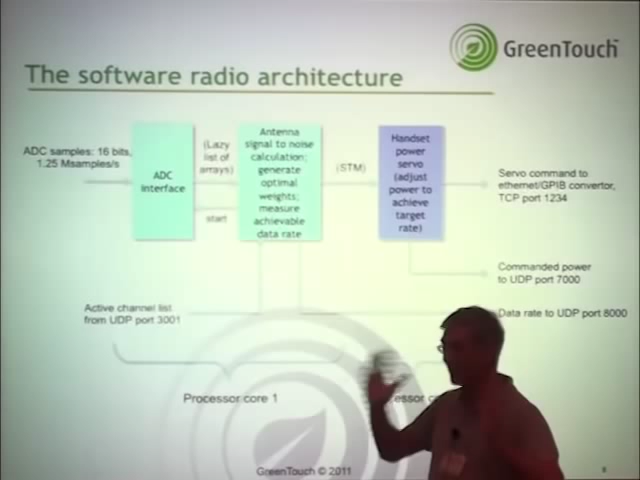 GreenTouch™
The software radio architecture
ADC samples: 16 bits,
1.25 Msamples/s
ADC
interface
(Lazy
list of
arrays)
start
Antenna
signal to noise
calculation;
generate
optimal
weights;
measure
achievable
data rate
(STM)
Handset
power
servo
(adjust
power to
achieve
target
rate)
Servo command to
ethernet/GPIB convertor,
TCP port 1234
Commanded power
to UDP port 7000
Active channel list
from UDP port 3001
Data rate to UDP port 8000
Processor core 1
GreenTouch © 2011